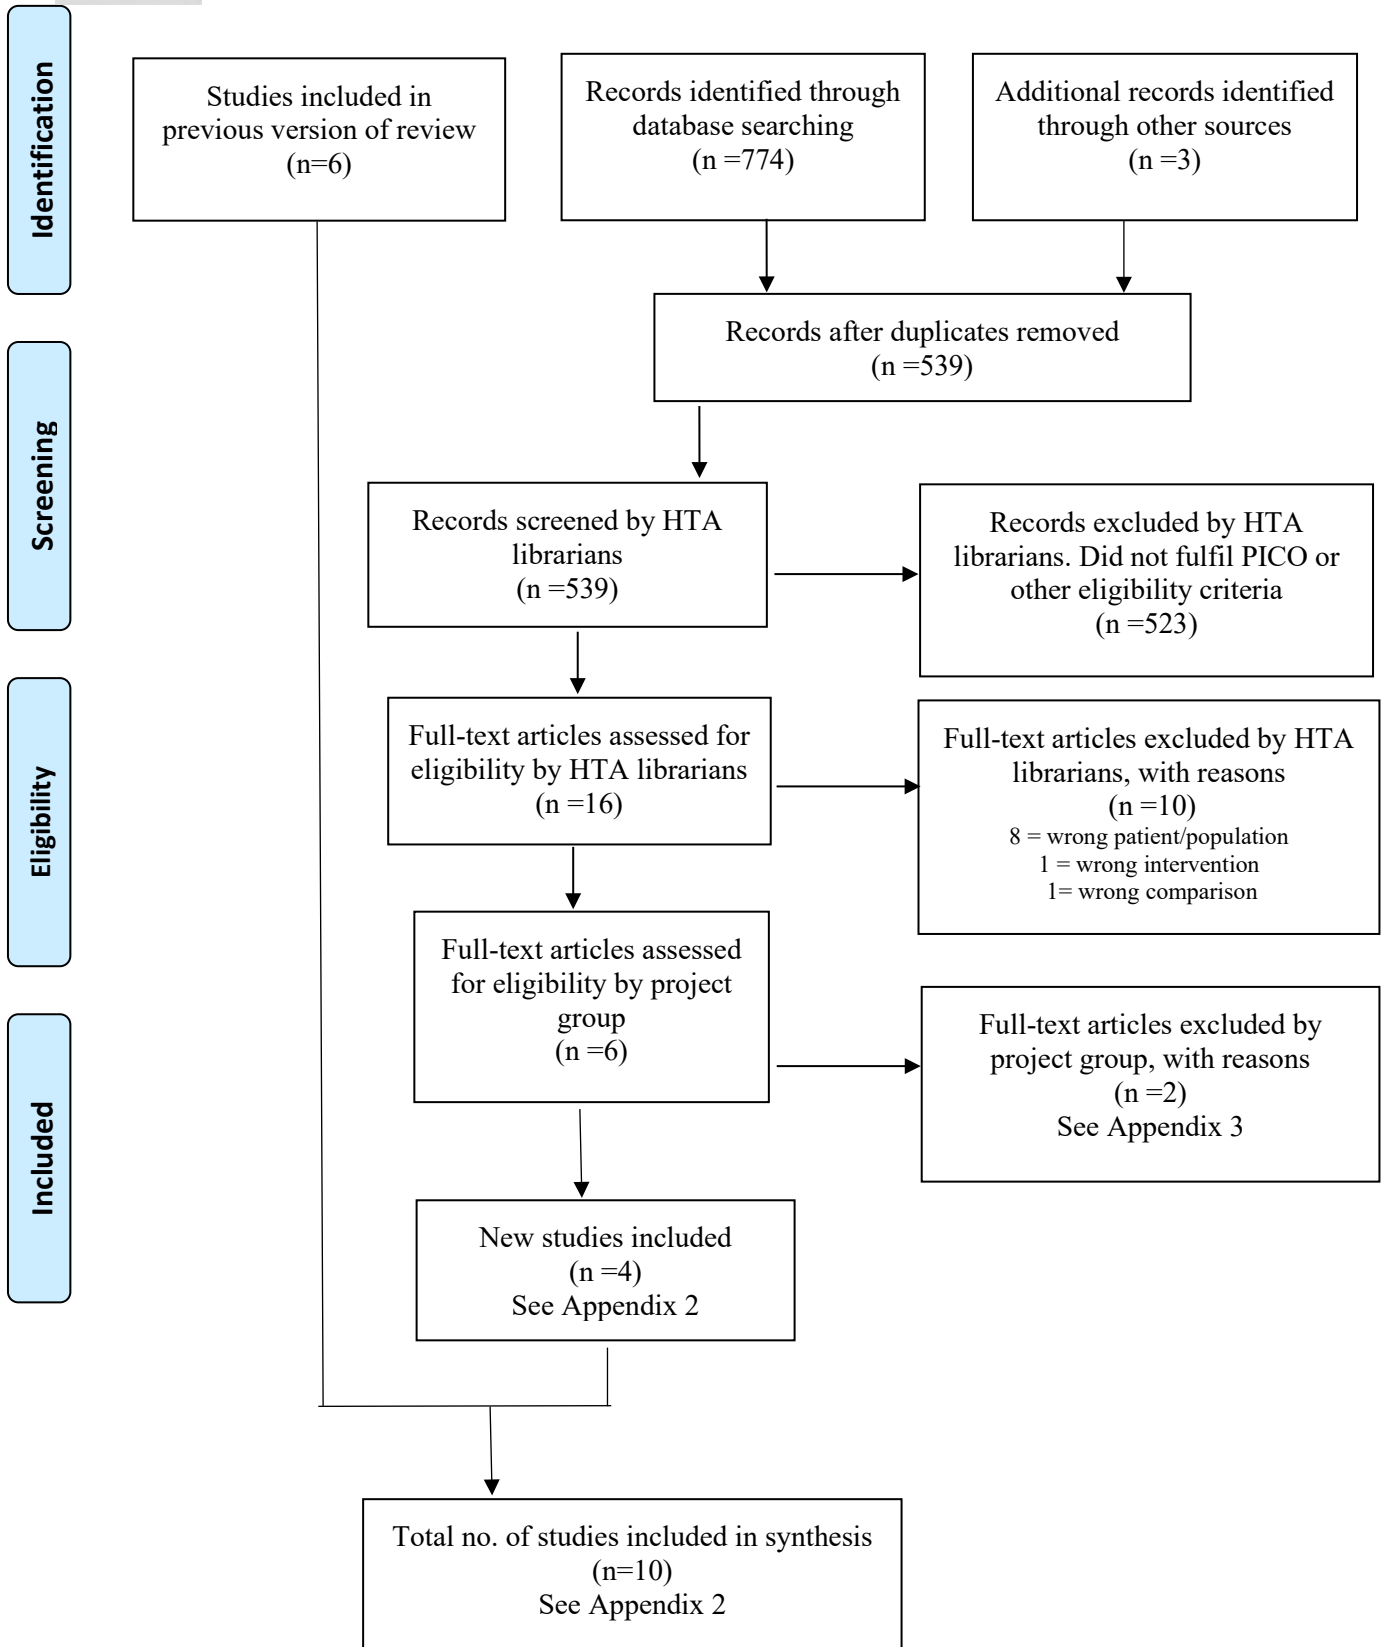 Identification
Studies included in
previous version of review
(n=6)
Records identified through
database searching
(n =774)
Additional records identified
through other sources
(n =3)
Records after duplicates removed
(n =539)
Screening
Records screened by HTA
librarians
(n =539)
Records excluded by HTA
librarians. Did not fulfil PICO or
other eligibility criteria
(n =523)
Eligibility
Full-text articles assessed for
eligibility by HTA librarians
(n =16)
Full-text articles excluded by HTA
librarians, with reasons
(n =10)
8 = wrong patient/population
1 = wrong intervention
1= wrong comparison
Full-text articles assessed
for eligibility by project
group
(n =6)
Full-text articles excluded by
project group, with reasons
(n =2)
See Appendix 3
Included
New studies included
(n =4)
See Appendix 2
Total no. of studies included in synthesis
(n=10)
See Appendix 2